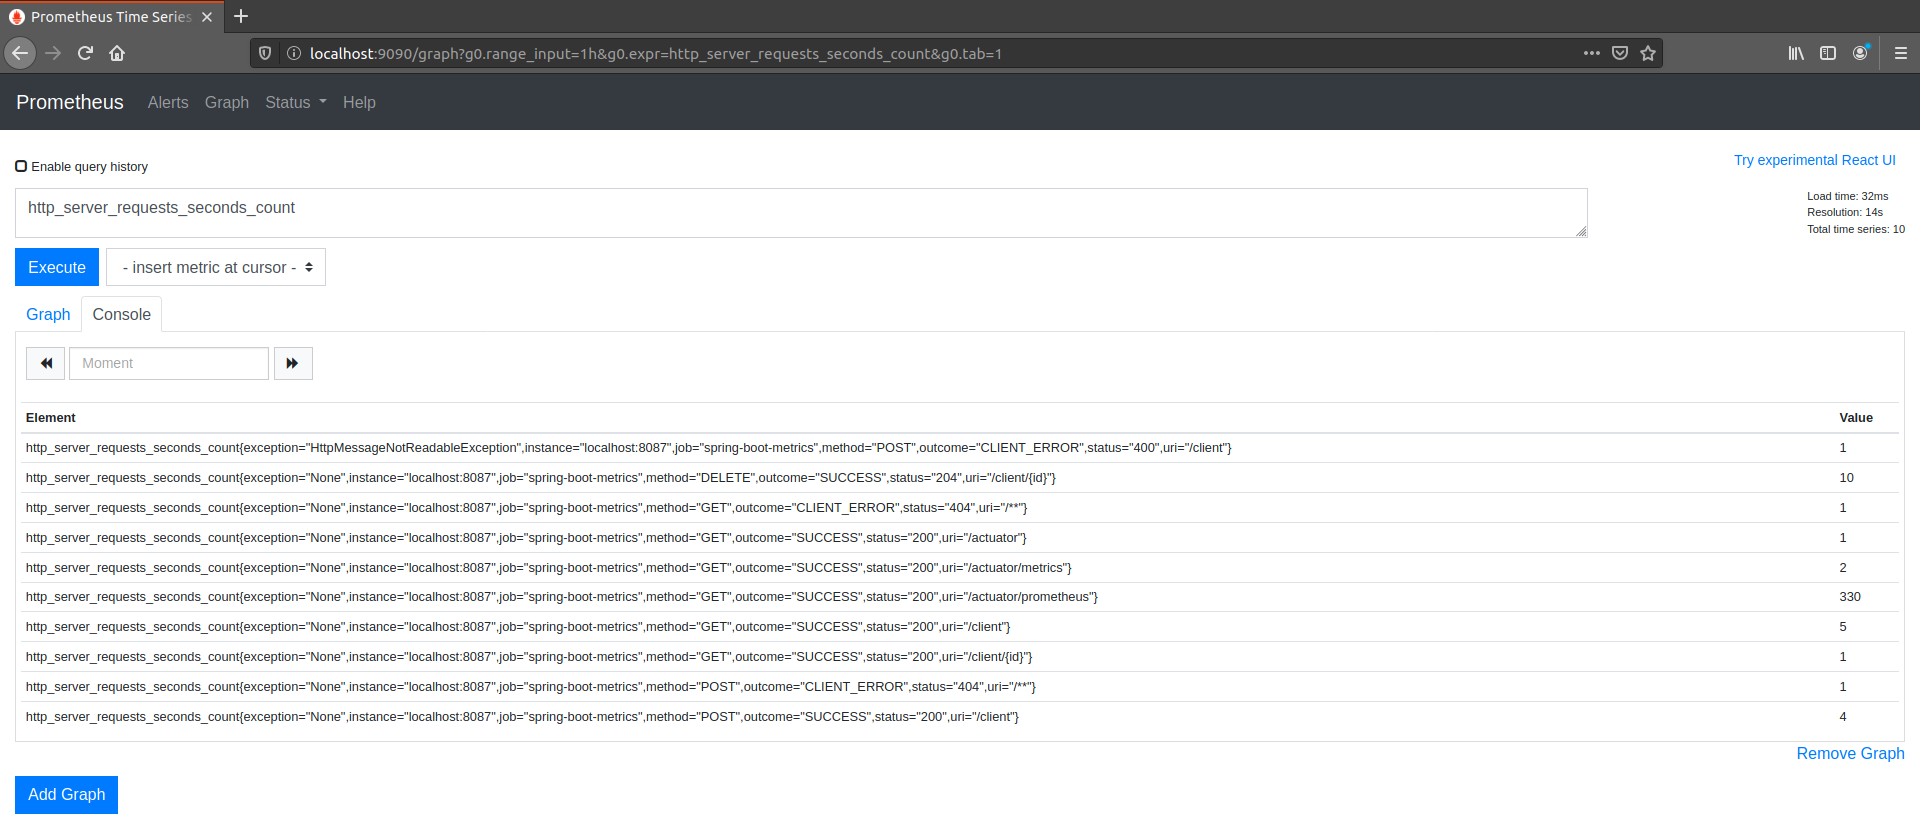 Prometheus Time Series
localhost:9090/graph?g0.range_input=1h&g0.expr=http_server_requests_seconds_count&g0.tab=1
Prometheus Alerts Graph Status Help
Enable query history
Try experimental React UI
http_server_requests_seconds_count
Load time: 32ms
Resolution: 14s
Total time series: 10
Execute - insert metric at cursor -
Graph Console
Moment
Element Value
http_server_requests_seconds_count{exception="HttpMessageNotReadableException",instance="localhost:8087",job="spring-boot-metrics",method="POST",outcome="CLIENT_ERROR",status="400",uri="/client"} 1
http_server_requests_seconds_count{exception="None",instance="localhost:8087",job="spring-boot-metrics",method="DELETE",outcome="SUCCESS",status="204",uri="/client/{id}"} 10
http_server_requests_seconds_count{exception="None",instance="localhost:8087",job="spring-boot-metrics",method="GET",outcome="CLIENT_ERROR",status="404",uri="/**"} 1
http_server_requests_seconds_count{exception="None",instance="localhost:8087",job="spring-boot-metrics",method="GET",outcome="SUCCESS",status="200",uri="/actuator"} 1
http_server_requests_seconds_count{exception="None",instance="localhost:8087",job="spring-boot-metrics",method="GET",outcome="SUCCESS",status="200",uri="/actuator/metrics"} 2
http_server_requests_seconds_count{exception="None",instance="localhost:8087",job="spring-boot-metrics",method="GET",outcome="SUCCESS",status="200",uri="/actuator/prometheus"} 330
http_server_requests_seconds_count{exception="None",instance="localhost:8087",job="spring-boot-metrics",method="GET",outcome="SUCCESS",status="200",uri="/client"} 5
http_server_requests_seconds_count{exception="None",instance="localhost:8087",job="spring-boot-metrics",method="GET",outcome="SUCCESS",status="200",uri="/client/{id}"} 1
http_server_requests_seconds_count{exception="None",instance="localhost:8087",job="spring-boot-metrics",method="POST",outcome="CLIENT_ERROR",status="404",uri="/**"} 1
http_server_requests_seconds_count{exception="None",instance="localhost:8087",job="spring-boot-metrics",method="POST",outcome="SUCCESS",status="200",uri="/client"} 4
Remove Graph
Add Graph